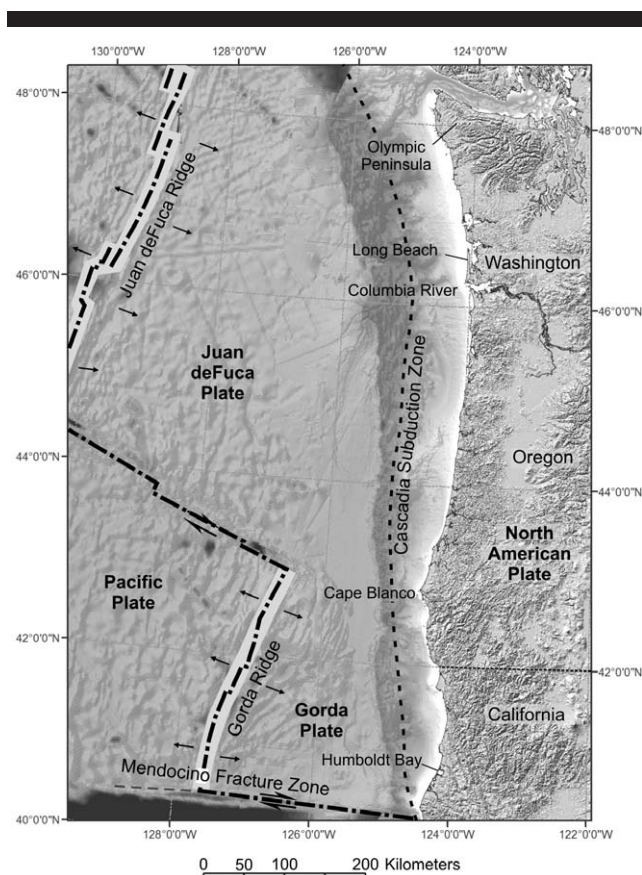 130°0'0"W
128°0'0"W
126°0'0"W
124°0'0"W
48°0'0"N
48°0'0"N
Olympic
Peninsula
Juan deFuca Ridge
Long Beach
Washington
46°0'0"N
Columbia River
46°0'0"N
Juan
deFuca
Plate
Cascadia Subduction Zone
Oregon
44°0'0"N
44°0'0"N
North
American
Plate
Pacific
Plate
Cape Blanco
42°0'0"N
42°0'0"N
Gorda Ridge
Gorda
Plate
California
Humboldt Bay
Mendocino Fracture Zone
40°0'0"N
40°0'0"N
128°0'0"W
126°0'0"W
124°0'0"W
122°0'0"W
0 50 100 200 Kilometers